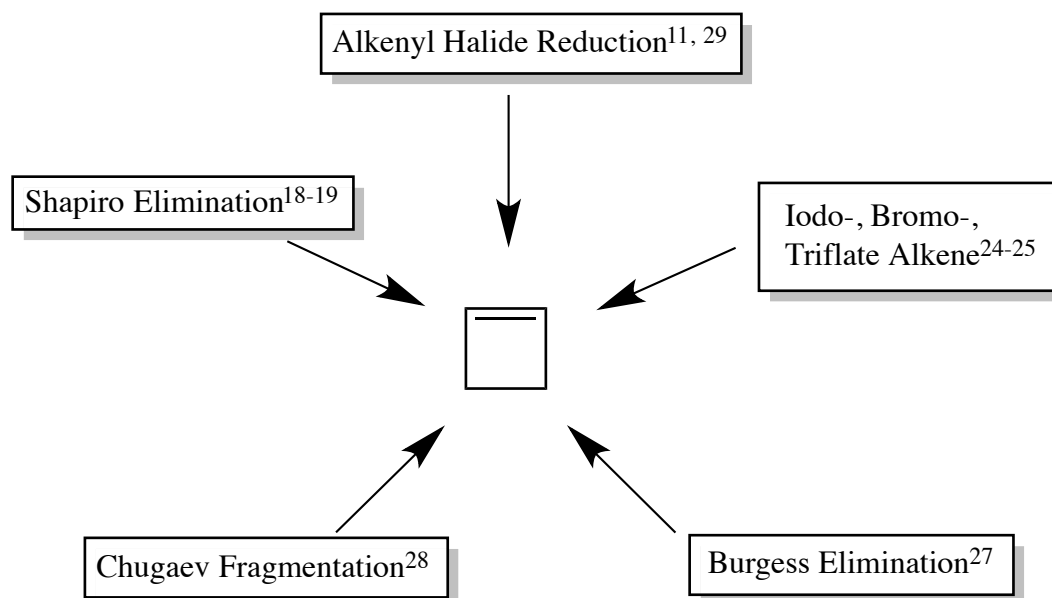 Alkenyl Halide Reduction11, 29
Shapiro Elimination18-19
Iodo-, Bromo-,
Triflate Alkene24-25
Chugaev Fragmentation28
Burgess Elimination27